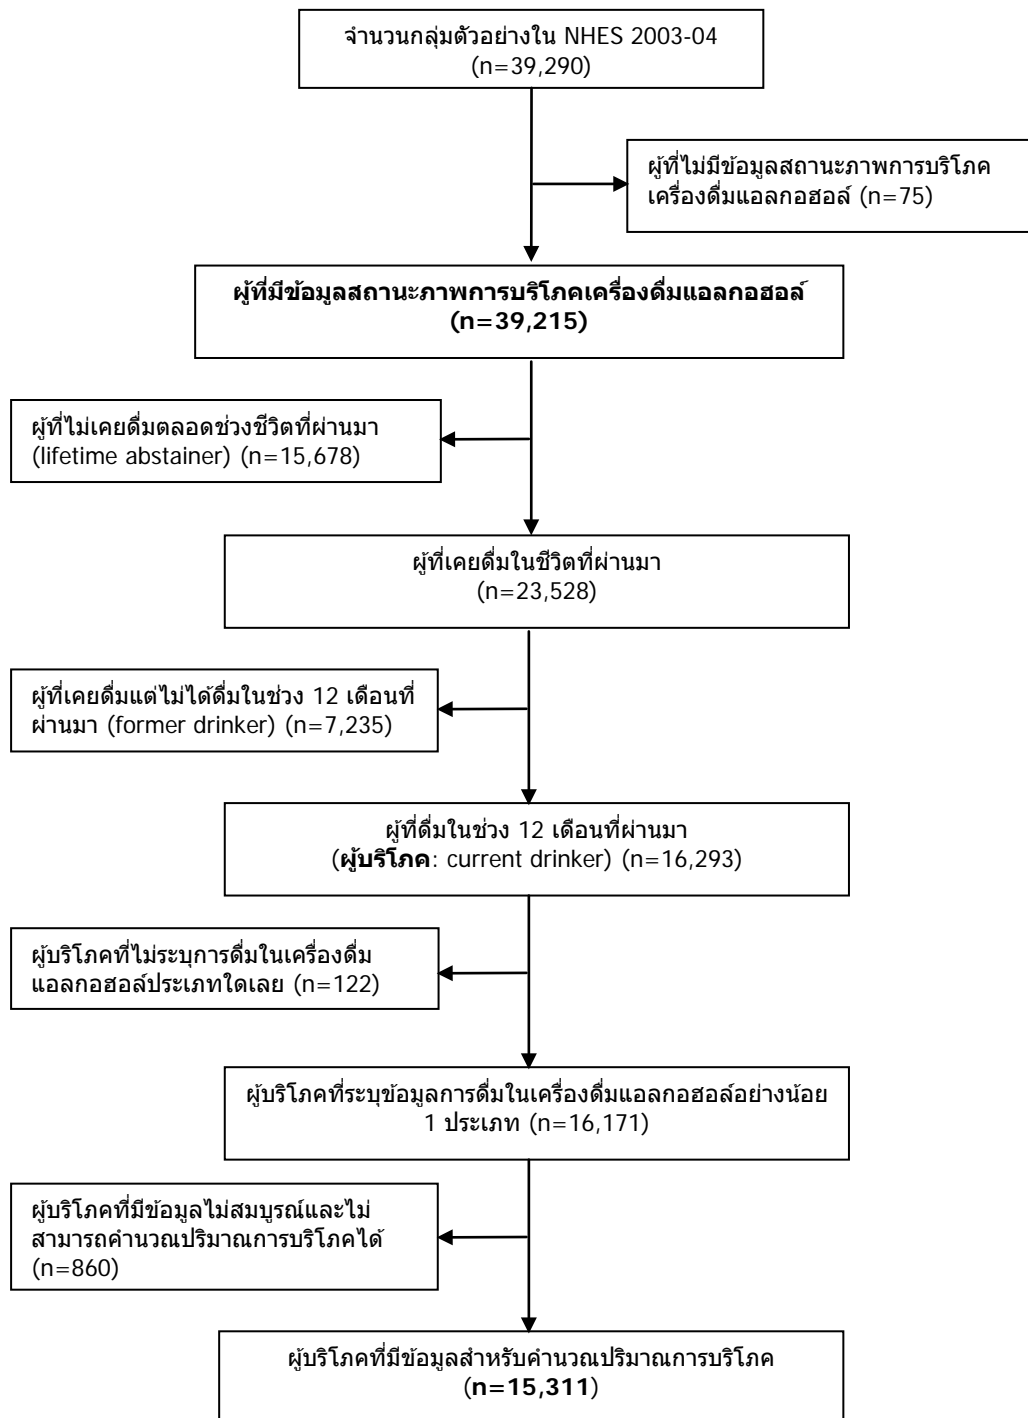 จำนวนกลุ่มตัวอย่างใน NHES 2003-04
(n=39,290)
ผู้ที่ไม่มีข้อมูลสถานะภาพการบริโภค
เครื่องดื่มแอลกอฮอล์ (n=75)
ผู้ที่มีข้อมูลสถานะภาพการบริโภคเครื่องดื่มแอลกอฮอล์
(n=39,215)
ผู้ที่ไม่เคยดื่มตลอดช่วงชีวิตที่ผ่านมา
(lifetime abstainer) (n=15,678)
ผู้ที่เคยดื่มในชีวิตที่ผ่านมา
(n=23,528)
ผู้ที่เคยดื่มแต่ไม่ได้ดื่มในช่วง 12 เดือนที่
ผ่านมา (former drinker) (n=7,235)
ผู้ที่ดื่มในช่วง 12 เดือนที่ผ่านมา
(ผู้บริโภค: current drinker) (n=16,293)
ผู้บริโภคที่ไม่ระบุการดื่มในเครื่องดื่ม
แอลกอฮอล์ประเภทใดเลย (n=122)
ผู้บริโภคที่ระบุข้อมูลการดื่มในเครื่องดื่มแอลกอฮอล์อย่างน้อย
1 ประเภท (n=16,171)
ผู้บริโภคที่มีข้อมูลไม่สมบูรณ์และไม่
สามารถคำนวณปริมาณการบริโภคได้
(n=860)
ผู้บริโภคที่มีข้อมูลสำหรับคำนวณปริมาณการบริโภค
(n=15,311)